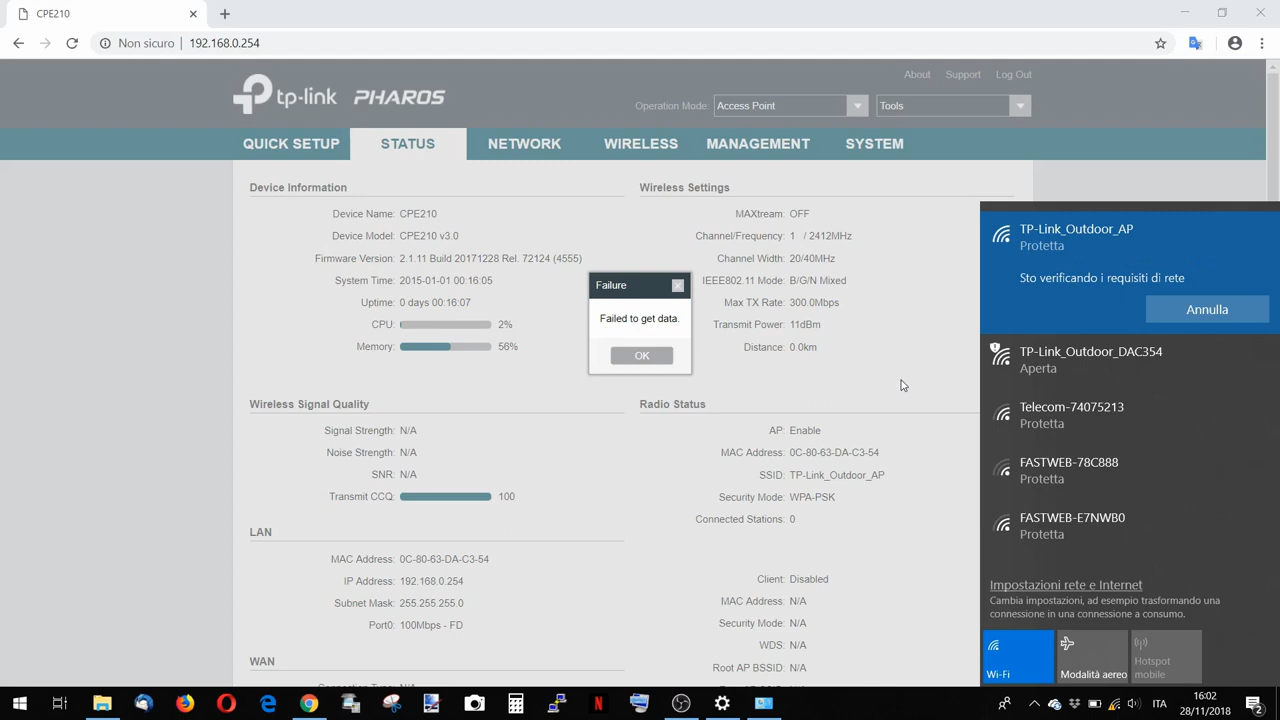 CPE210
Non sicuro
192.168.0.254
About
Support
Log Out
tp-link PHAROS
Operation Mode:
Access Point
Tools
QUICK SETUP
STATUS
NETWORK
WIRELESS
MANAGEMENT
SYSTEM
Device Information
Device Name: CPE210
Device Model: CPE210 v3.0
Firmware Version: 2.1.11 Build 20171228 Rel. 72124 (4555)
System Time: 2015-01-01 00:16:05
Uptime: 0 days 00:16:07
CPU: 2%
Memory: 56%
Wireless Settings
MAXtream: OFF
Channel/Frequency: 1 / 2412MHz
Channel Width: 20/40MHz
IEEE802.11 Mode: B/G/N Mixed
Max TX Rate: 300.0Mbps
Transmit Power: 11dBm
Distance: 0.0km
Failure
Failed to get data.
OK
Wireless Signal Quality
Signal Strength: N/A
Noise Strength: N/A
SNR: N/A
Transmit CCQ: 100
Radio Status
AP: Enable
MAC Address: 0C-80-63-DA-C3-54
SSID: TP-Link_Outdoor_AP
Security Mode: WPA-PSK
Connected Stations: 0
LAN
MAC Address: 0C-80-63-DA-C3-54
IP Address: 192.168.0.254
Subnet Mask: 255.255.255.0
Port0: 100Mbps - FD
Client: Disabled
MAC Address: N/A
Security Mode: N/A
WDS: N/A
Root AP BSSID: N/A
WAN
TP-Link_Outdoor_AP
Protetta
Sto verificando i requisiti di rete
Annulla
TP-Link_Outdoor_DAC354
Aperta
Telecom-74075213
Protetta
FASTWEB-78C888
Protetta
FASTWEB-E7NWB0
Protetta
Impostazioni rete e Internet
Cambia impostazioni, ad esempio trasformando una
connessione in una connessione a consumo.
Wi-Fi
Modalità aereo
Hotspot
mobile
ITA
16:02
28/11/2018
2